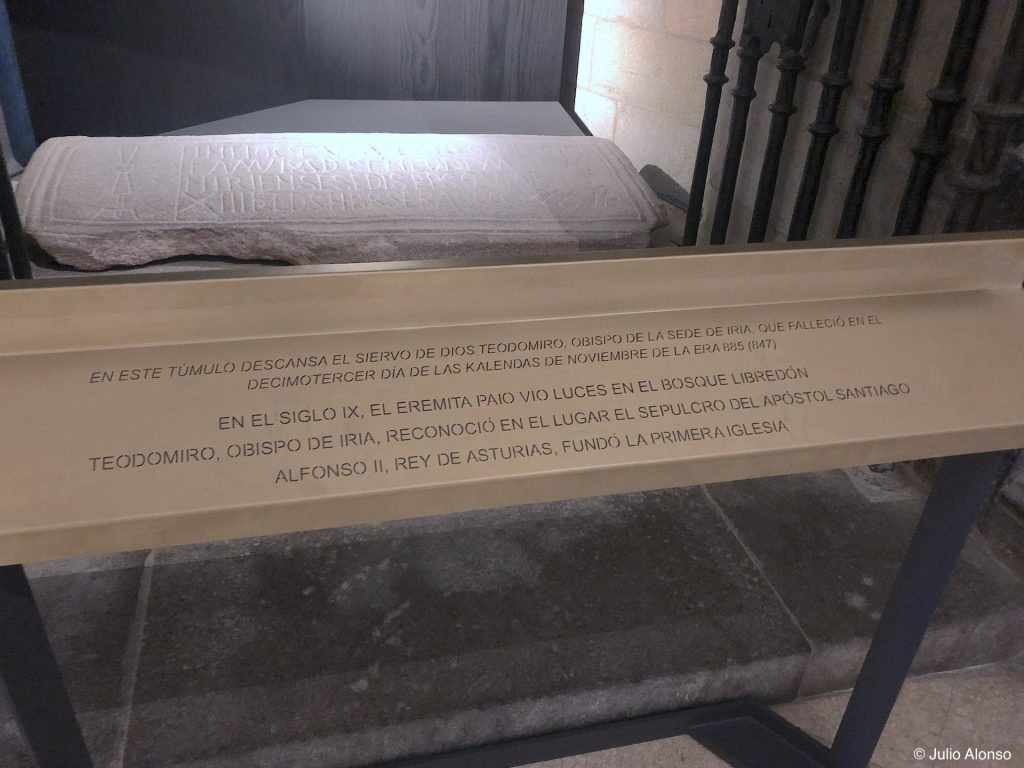 EN ESTE TÚMULO DESCANSA EL SIERVO DE DIOS TEODOMIRO, OBISPO DE LA SEDE DE IRIA, QUE FALLECIÓ EN EL
DECIMOTERCER DÍA DE LAS KALENDAS DE NOVIEMBRE DE LA ERA 885 (847)
EN EL SIGLO IX, EL EREMITA PAIO VIO LUCES EN EL BOSQUE LIBREDÓN
TEODOMIRO, OBISPO DE IRIA, RECONOCIÓ EN EL LUGAR EL SEPULCRO DEL APÓSTOL SANTIAGO
ALFONSO II, REY DE ASTURIAS, FUNDÓ LA PRIMERA IGLESIA
© Julio Alonso